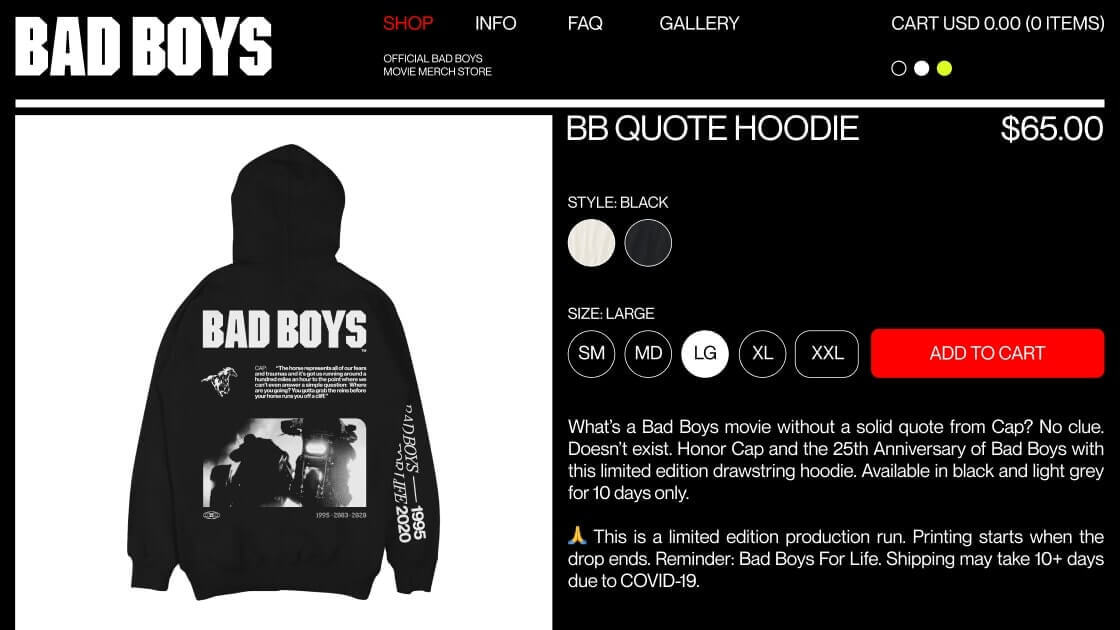 BAD BOYS
SHOP
INFO
FAQ
GALLERY
CART USD 0.00 (0 ITEMS)
OFFICIAL BAD BOYS
MOVIE MERCH STORE
BB QUOTE HOODIE
$65.00
STYLE: BLACK
SIZE: LARGE
SM
MD
LG
XL
XXL
ADD TO CART
What's a Bad Boys movie without a solid quote from Cap? No clue.
Doesn't exist. Honor Cap and the 25th Anniversary of Bad Boys with
this limited edition drawstring hoodie. Available in black and light grey
for 10 days only.
🙏 This is a limited edition production run. Printing starts when the
drop ends. Reminder: Bad Boys For Life. Shipping may take 10+ days
due to COVID-19.
BAD BOYS
TM
CAP: "The horse represents all of our fears
and traumas and it's got us running around a
hundred miles an hour to the point where we
can't even answer a simple question: Where
are you going? You gotta grab the reins before
your horse runs you off a cliff."
1995-2003-2020
BAD BOYS
LIFE
1995
2020